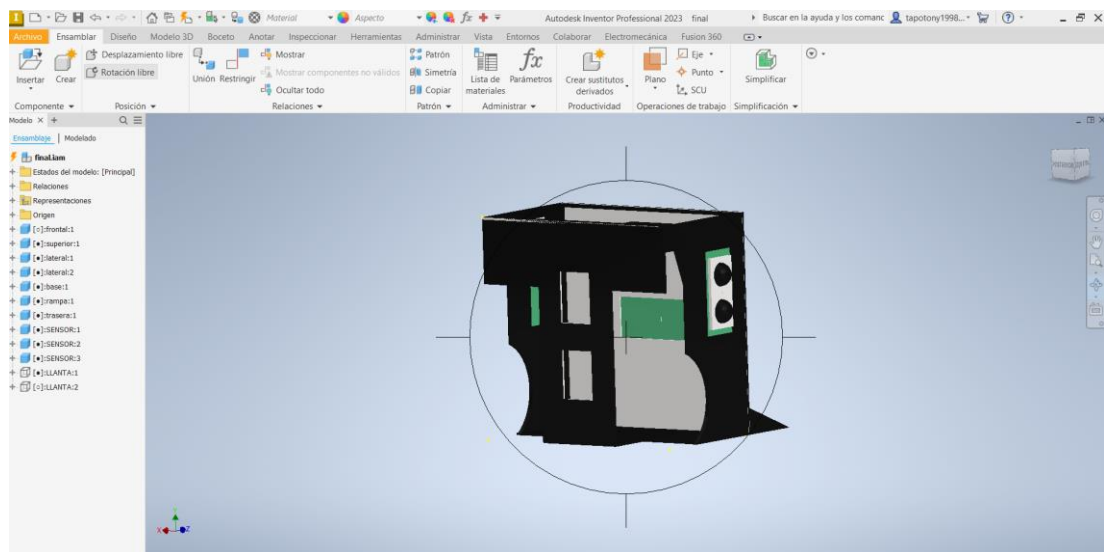 Material Aspecto Autodesk Inventor Professional 2023 final Buscar en la ayuda y los comanc tapotony1998...
Archivo Ensamblar Diseño Modelo 3D Boceto Anotar Inspeccionar Herramientas Administrar Vista Entornos Colaborar Electromecánica Fusion 360
Insertar Crear
Desplazamiento libre
Rotación libre
Unión Restringir
Mostrar
Mostrar componentes no válidos
Ocultar todo
Patrón
Simetría
Copiar
Lista de materiales
Parámetros
Crear sustitutos derivados
Plano
Eje
Punto
SCU
Simplificar
Componente Posición Relaciones Patrón Administrar Productividad Operaciones de trabajo Simplificación
Modelo
Ensamblaje | Modelado
final.iam
Estados del modelo: [Principal]
Relaciones
Representaciones
Origen
[○]:frontal:1
[●]:superior:1
[●]:lateral:1
[●]:lateral:2
[●]:base:1
[●]:rampa:1
[●]:trasera:1
[●]:SENSOR:1
[●]:SENSOR:2
[●]:SENSOR:3
[●]:LLANTA:1
[○]:LLANTA:2
X Y Z